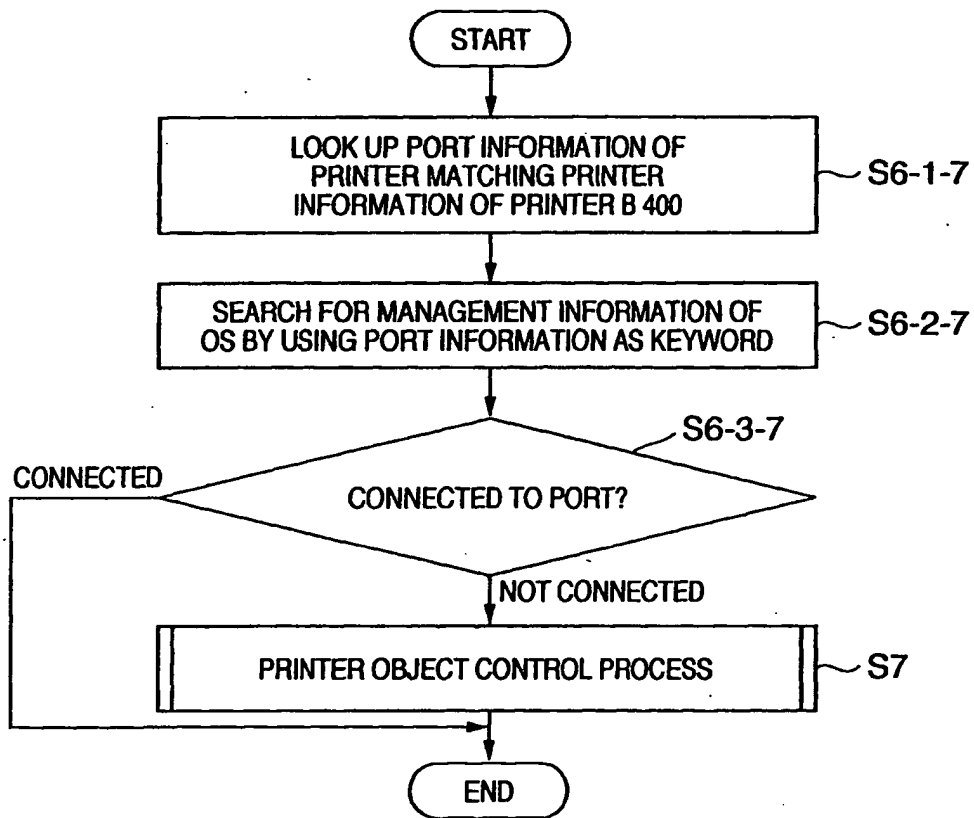 START
LOOK UP PORT INFORMATION OF
PRINTER MATCHING PRINTER
INFORMATION OF PRINTER B 400
S6-1-7
SEARCH FOR MANAGEMENT INFORMATION OF
OS BY USING PORT INFORMATION AS KEYWORD
S6-2-7
S6-3-7
CONNECTED
CONNECTED TO PORT?
NOT CONNECTED
PRINTER OBJECT CONTROL PROCESS
S7
END